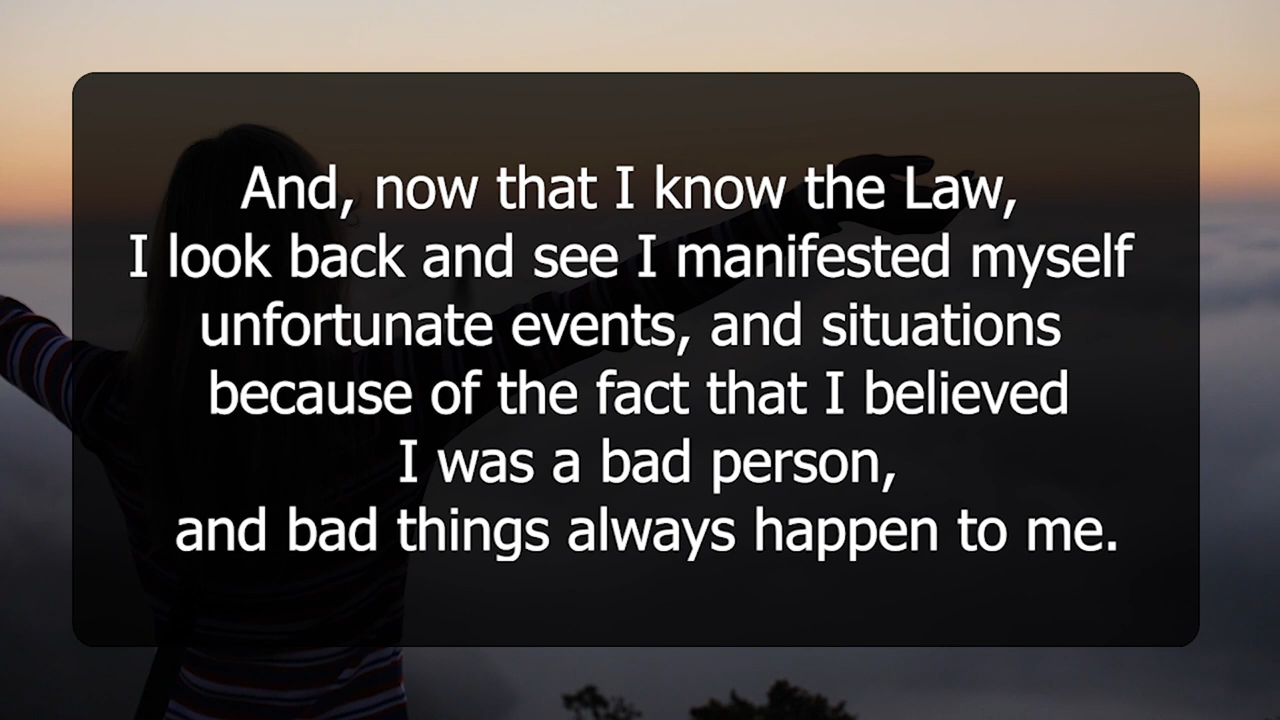 And, now that I know the Law,
I look back and see I manifested myself
unfortunate events, and situations
because of the fact that I believed
I was a bad person,
and bad things always happen to me.